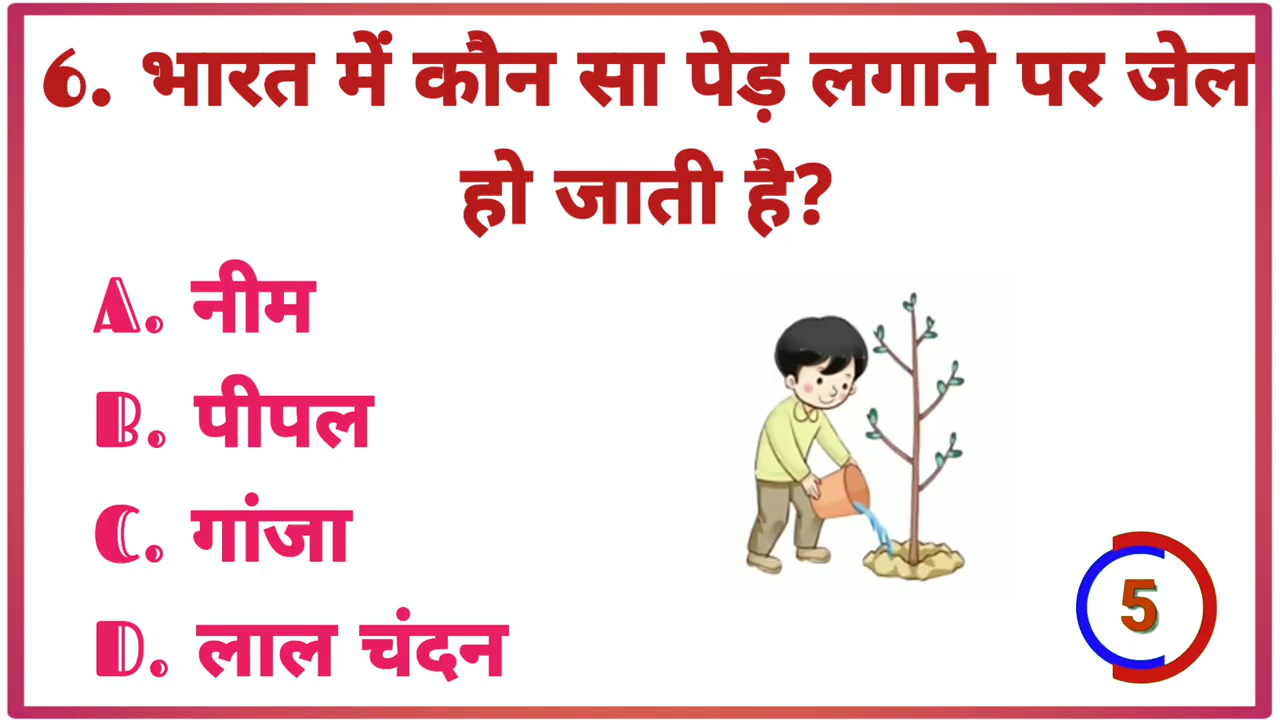 6. भारत में कौन सा पेड़ लगाने पर जेल
हो जाती है?
A. नीम
B. पीपल
C. गांजा
D. लाल चंदन
5